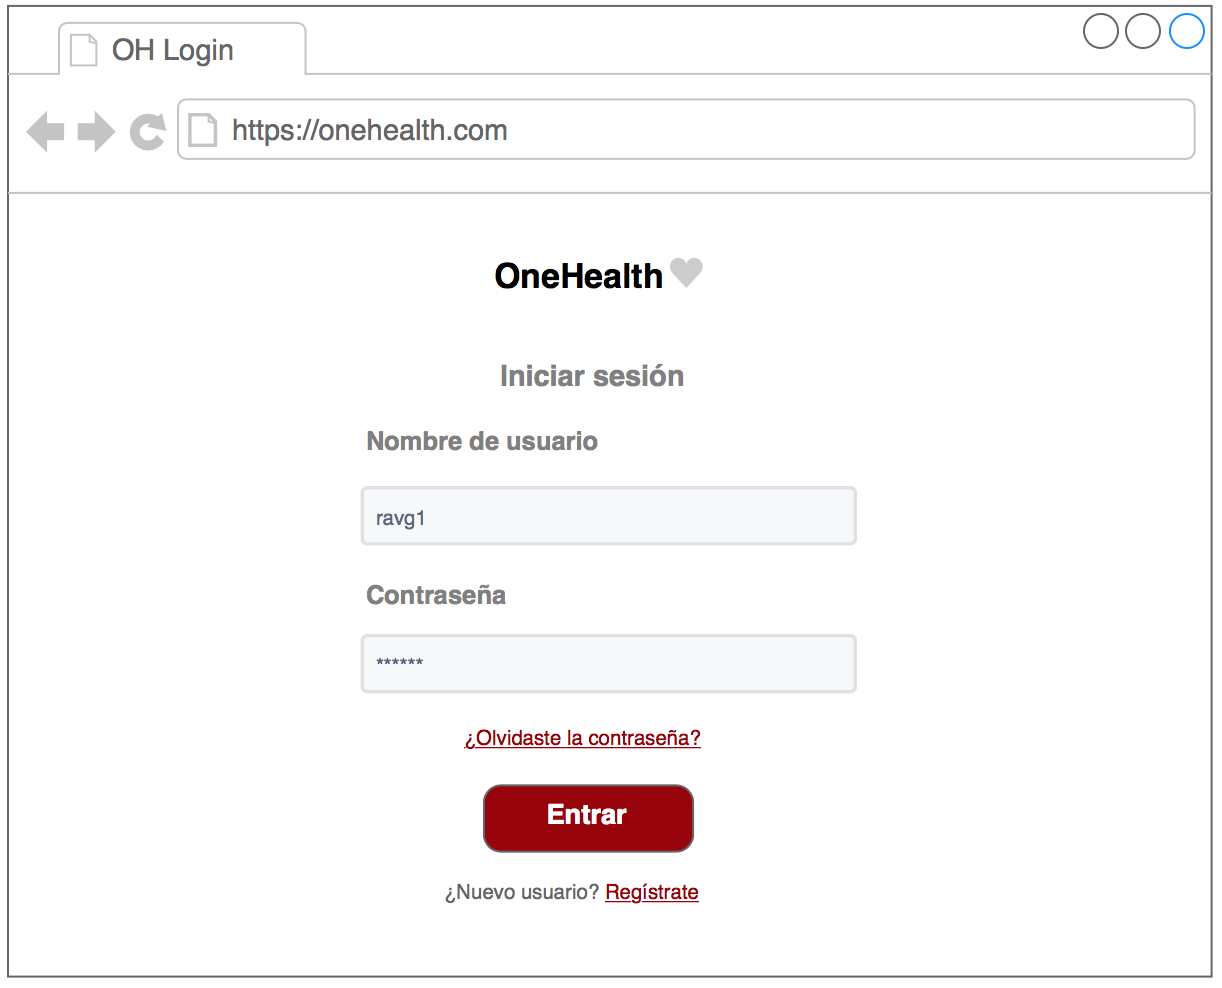 OH Login
https://onehealth.com
OneHealth
Iniciar sesión
Nombre de usuario
ravg1
Contraseña
******
¿Olvidaste la contraseña?
Entrar
¿Nuevo usuario? Regístrate